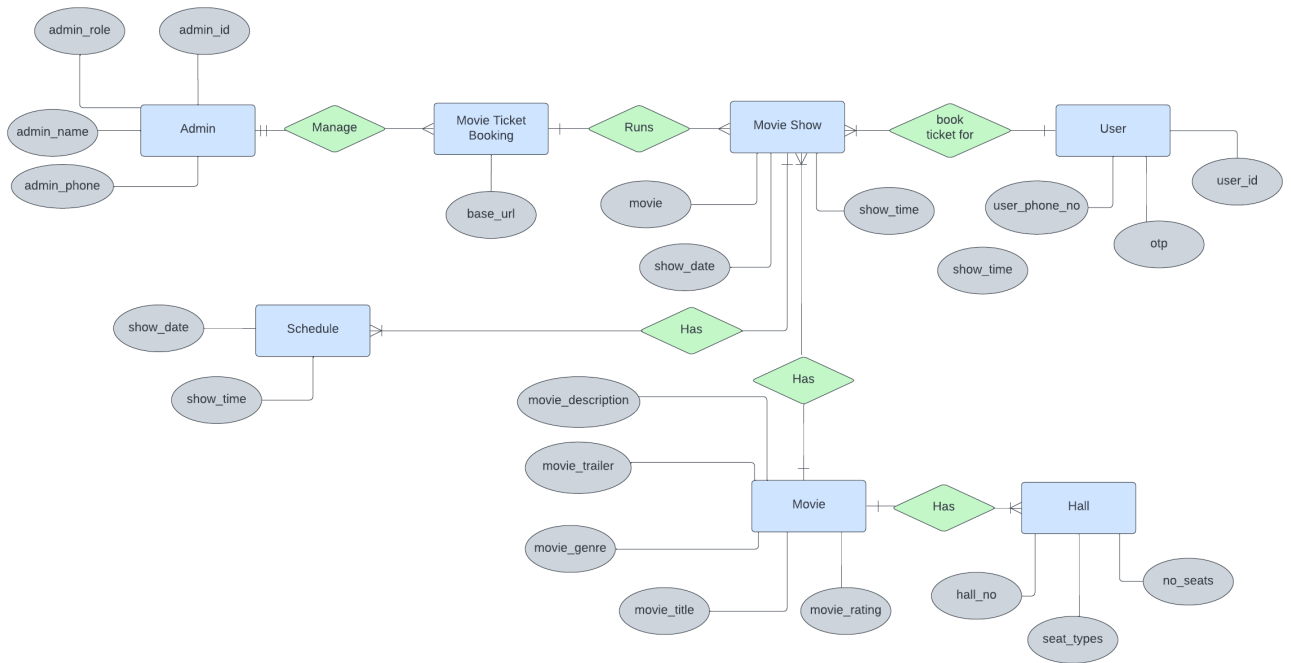 admin_role
admin_id
admin_name
Admin
Manage
Movie Ticket
Booking
Runs
Movie Show
book
ticket for
User
admin_phone
base_url
movie
show_time
user_phone_no
user_id
otp
show_date
show_time
show_date
Schedule
Has
show_time
Has
movie_description
movie_trailer
Movie
Has
Hall
movie_genre
movie_title
movie_rating
hall_no
no_seats
seat_types